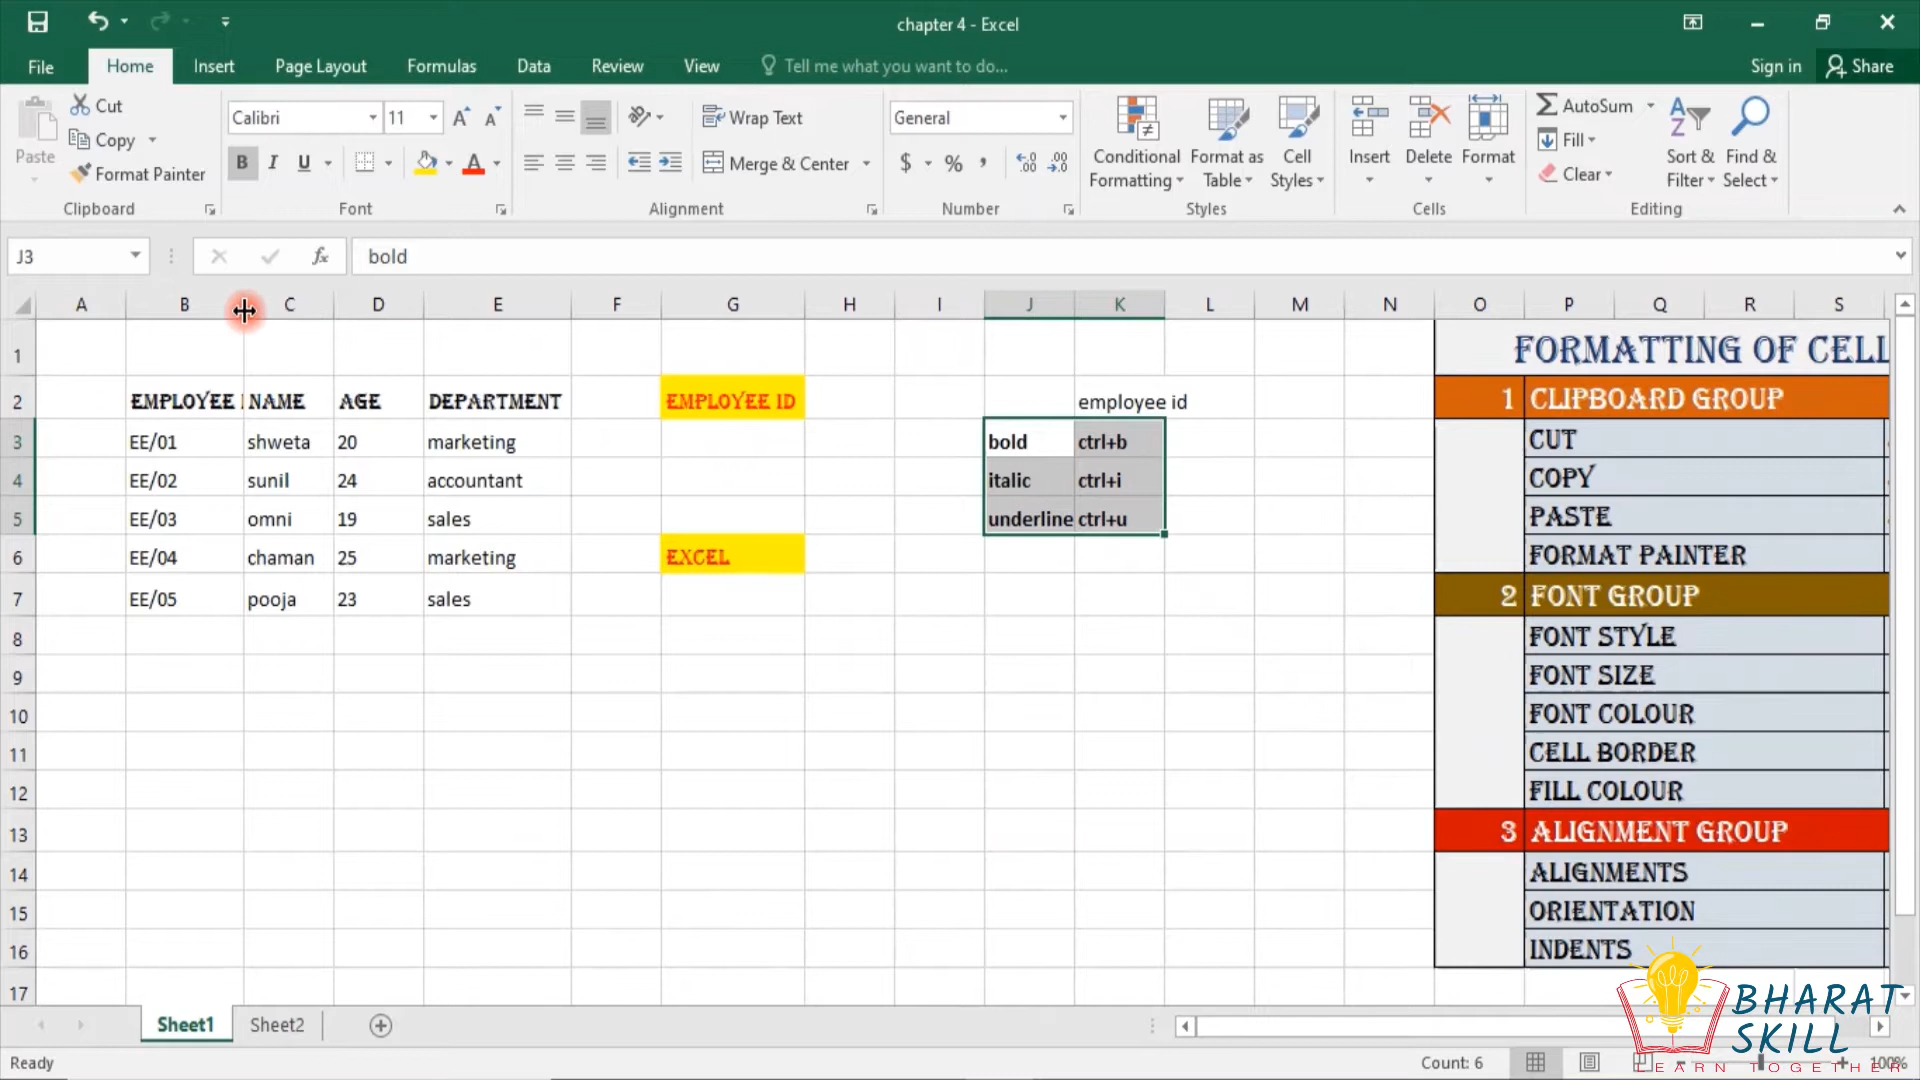 chapter 4 - Excel
File Home Insert Page Layout Formulas Data Review View Tell me what you want to do... Sign in Share
Cut
Copy
Format Painter
Paste
Clipboard
Calibri 11
B I U
Font
Wrap Text
Merge & Center
Alignment
General
$ % ,
Number
Conditional Formatting
Format as Table
Cell Styles
Styles
Insert Delete Format
Cells
AutoSum
Fill
Clear
Sort & Filter
Find & Select
Editing
J3 fx bold
A B C D E F G H I J K L M N O P Q R S
1 FORMATTING OF CELL
2 EMPLOYEE NAME AGE DEPARTMENT EMPLOYEE ID employee id 1 CLIPBOARD GROUP
3 EE/01 shweta 20 marketing bold ctrl+b CUT
4 EE/02 sunil 24 accountant italic ctrl+i COPY
5 EE/03 omni 19 sales underline ctrl+u PASTE
6 EE/04 chaman 25 marketing EXCEL FORMAT PAINTER
7 EE/05 pooja 23 sales 2 FONT GROUP
8 FONT STYLE
9 FONT SIZE
10 FONT COLOUR
11 CELL BORDER
12 FILL COLOUR
13 3 ALIGNMENT GROUP
14 ALIGNMENTS
15 ORIENTATION
16 INDENTS
17
Sheet1 Sheet2
BHARAT
SKILL
LEARN TOGETHER
Ready Count: 6 100%